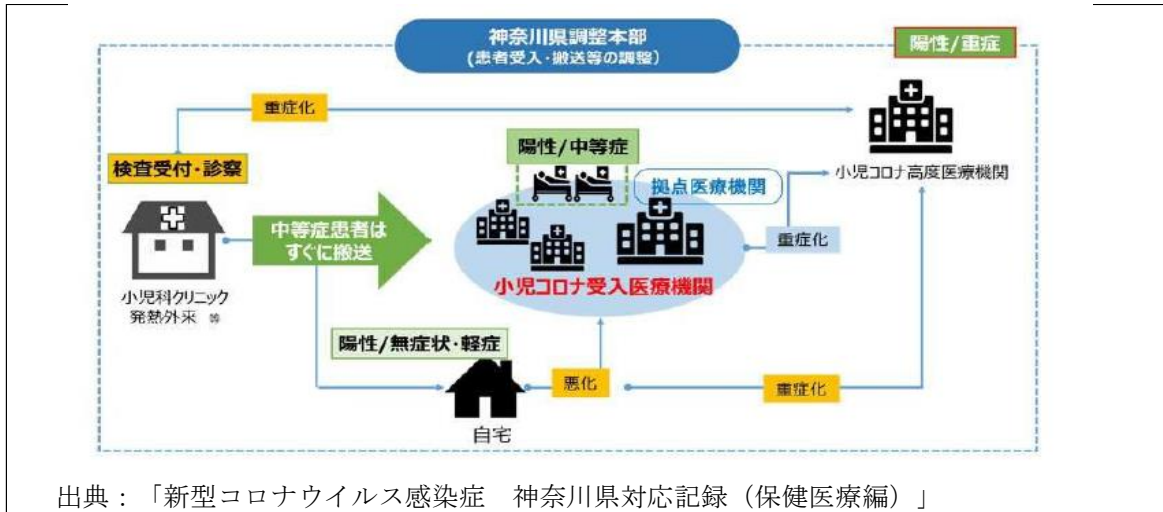 神奈川県調整本部
(患者受入・搬送等の調整)
陽性/重症
重症化
陽性/中等症
検査受付・診察
拠点医療機関
小児コロナ高度医療機関
中等症患者は
すぐに搬送
重症化
小児コロナ受入医療機関
小児科クリニック
発熱外来 等
陽性/無症状・軽症
悪化
重症化
自宅
出典：「新型コロナウイルス感染症　神奈川県対応記録（保健医療編）」